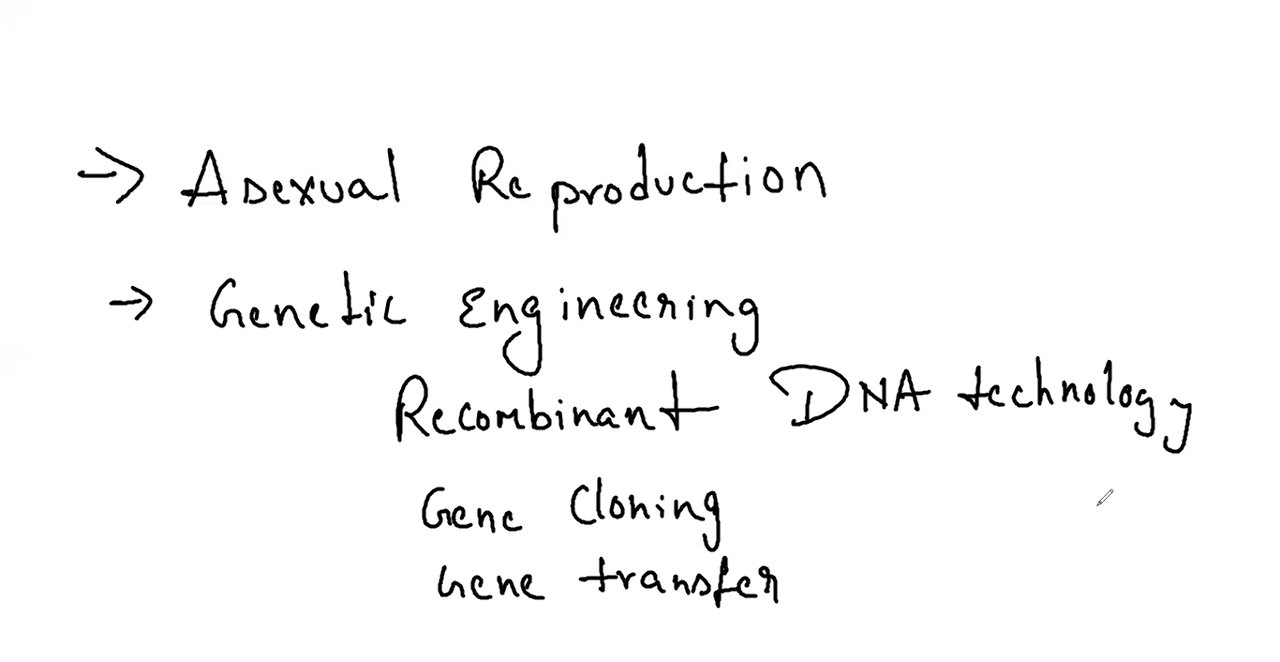 → Asexual Reproduction
→ Genetic Engineering
Recombinant DNA technology
Gene Cloning
Gene transfer